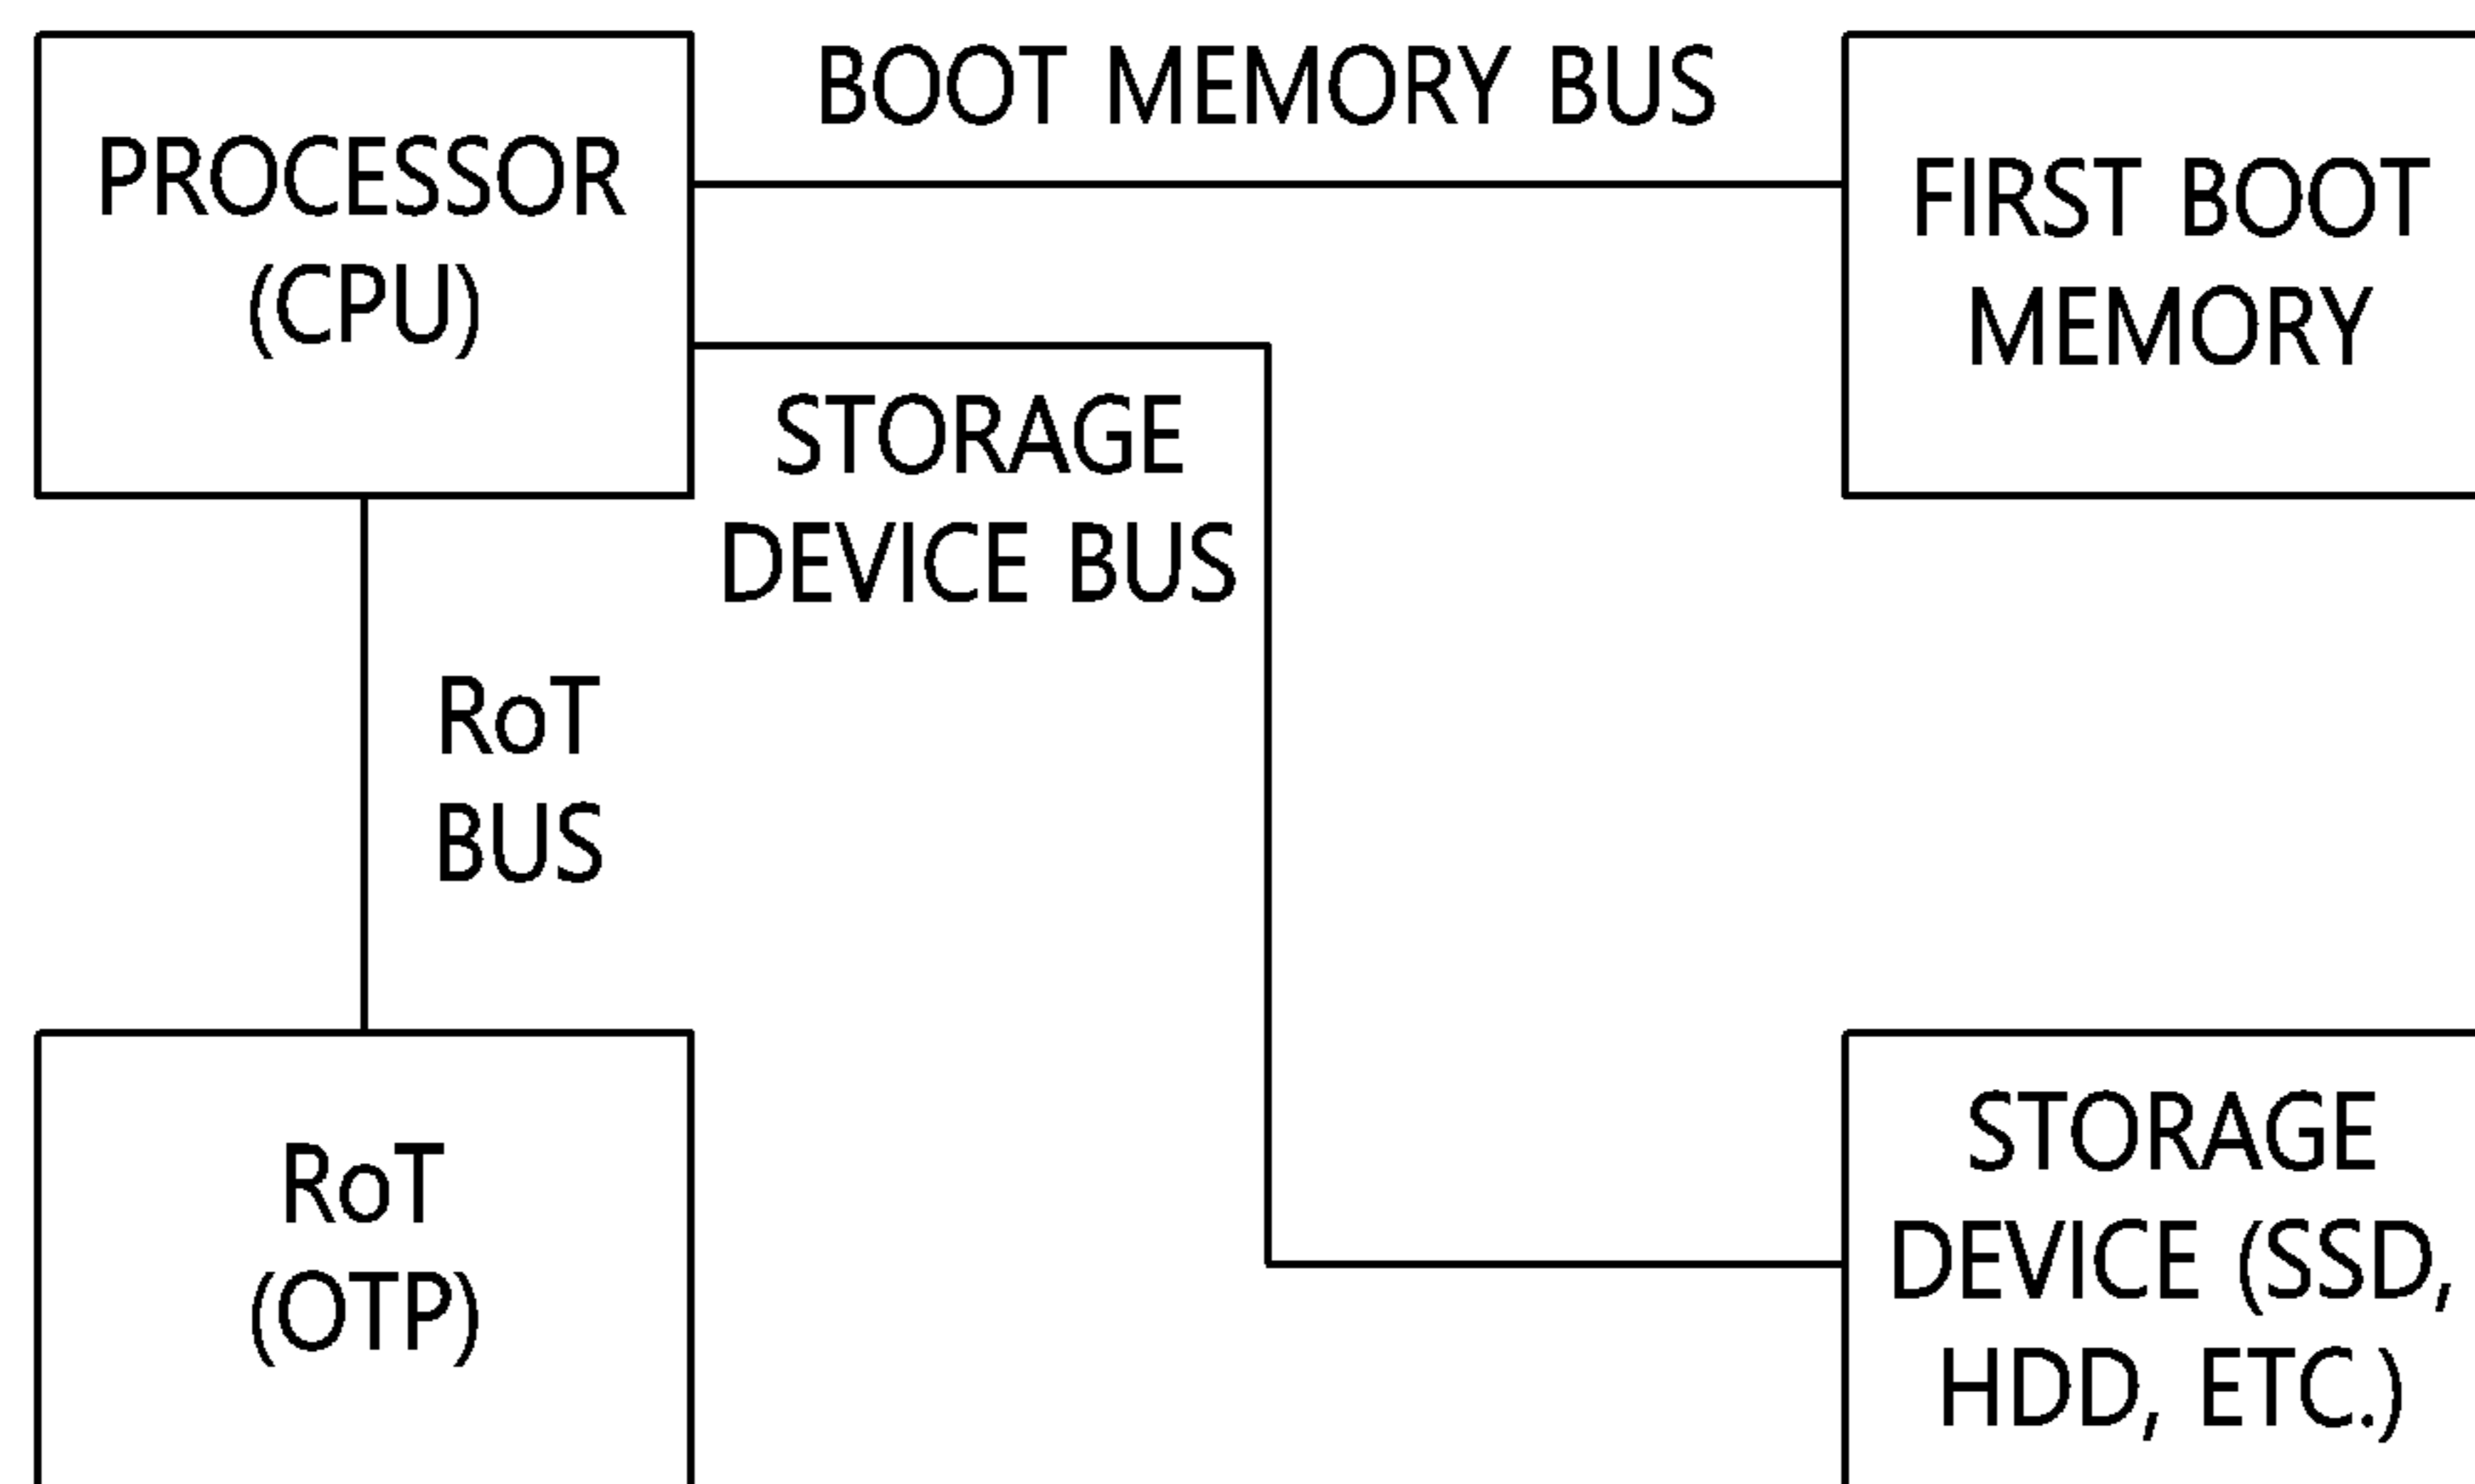 PROCESSOR
(CPU)
BOOT MEMORY BUS
FIRST BOOT
MEMORY
STORAGE
DEVICE BUS
RoT
BUS
RoT
(OTP)
STORAGE
DEVICE (SSD,
HDD, ETC.)